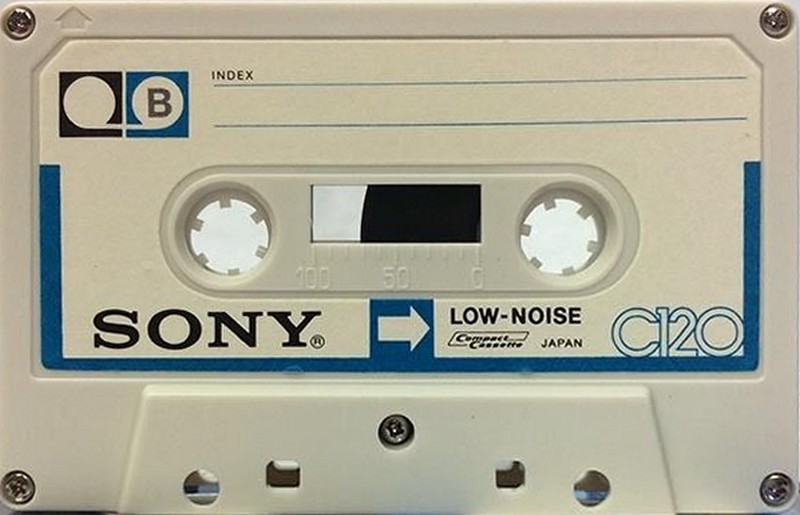 INDEX
B
100 50 0
SONY®
LOW-NOISE
Compact Cassette
JAPAN
C120